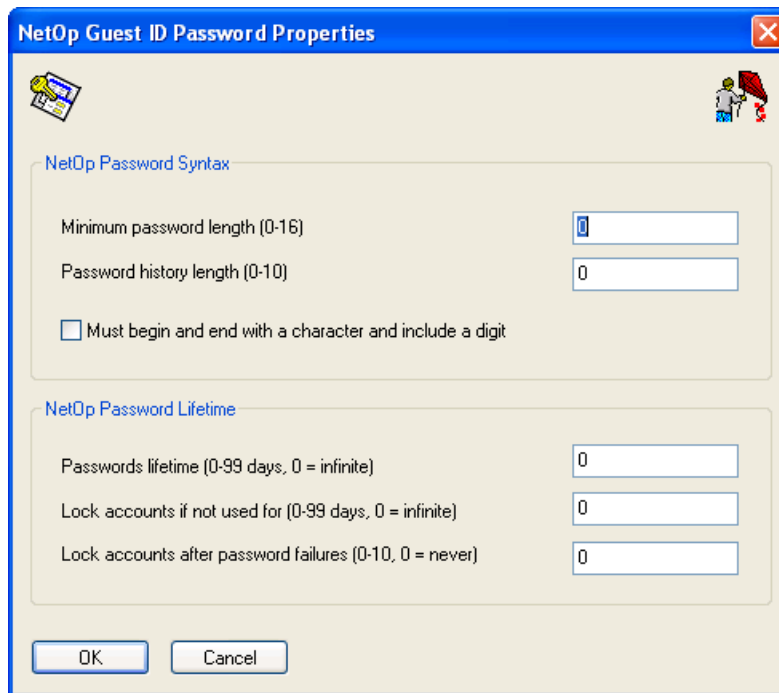 NetOp Guest ID Password Properties
NetOp Password Syntax
Minimum password length (0-16) 0
Password history length (0-10) 0
Must begin and end with a character and include a digit
NetOp Password Lifetime
Passwords lifetime (0-99 days, 0 = infinite) 0
Lock accounts if not used for (0-99 days, 0 = infinite) 0
Lock accounts after password failures (0-10, 0 = never) 0
OK Cancel